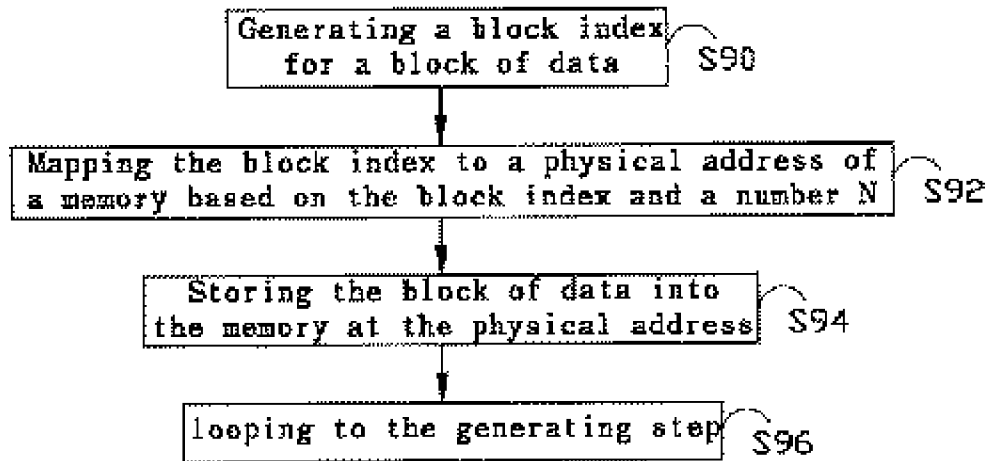 Generating a block index
for a block of data
S90
Mapping the block index to a physical address of
a memory based on the block index and a number N
S92
Storing the block of data into
the memory at the physical address
S94
looping to the generating step
S96